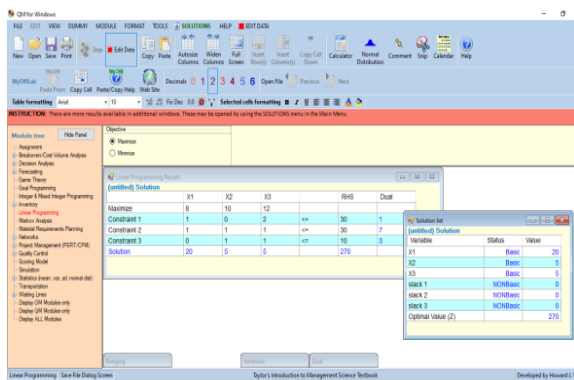 QM for Windows
FILE EDIT VIEW DUMMY MODULE FORMAT TOOLS SOLUTIONS HELP EDIT DATA
New Open Save Print Step Edit Data Copy Paste Autosize Columns Widen Columns Full Screen Insert Row(s) Insert Column(s) Copy Cell Down Calculator Normal Distribution Comment Snip Calendar Help
MyOMLab Paste From Copy Cell Paste/Copy Help Web Site Decimals 0 1 2 3 4 5 6 Open File Previous Next
Table formatting Arial 10 Fix Dec 0.0 Selected cells formatting B I
INSTRUCTION: There are more results available in additional windows. These may be opened by using the SOLUTIONS menu in the Main Menu.
Module tree Hide Panel
Assignment
Breakeven/Cost-Volume Analysis
Decision Analysis
Forecasting
Game Theory
Goal Programming
Integer & Mixed Integer Programming
Inventory
Linear Programming
Markov Analysis
Material Requirements Planning
Networks
Project Management (PERT/CPM)
Quality Control
Scoring Model
Simulation
Statistics (mean, var, sd; normal dist)
Transportation
Waiting Lines
Display OM Modules only
Display QM Modules only
Display ALL Modules
Objective
Maximize
Minimize
Linear Programming Results
(untitled) Solution
X1 X2 X3 RHS Dual
Maximize 8 10 12
Constraint 1 1 0 2 <= 30 1
Constraint 2 1 1 1 <= 30 7
Constraint 3 0 1 1 <= 10 3
Solution 20 5 5 270
Solution list
(untitled) Solution
Variable Status Value
X1 Basic 20
X2 Basic 5
X3 Basic 5
slack 1 NONBasic 0
slack 2 NONBasic 0
slack 3 NONBasic 0
Optimal Value (Z) 270
Ranging Iterations Dual
Linear Programming Save File Dialog Screen Taylor's Introduction to Management Science Textbook Developed by Howard J.